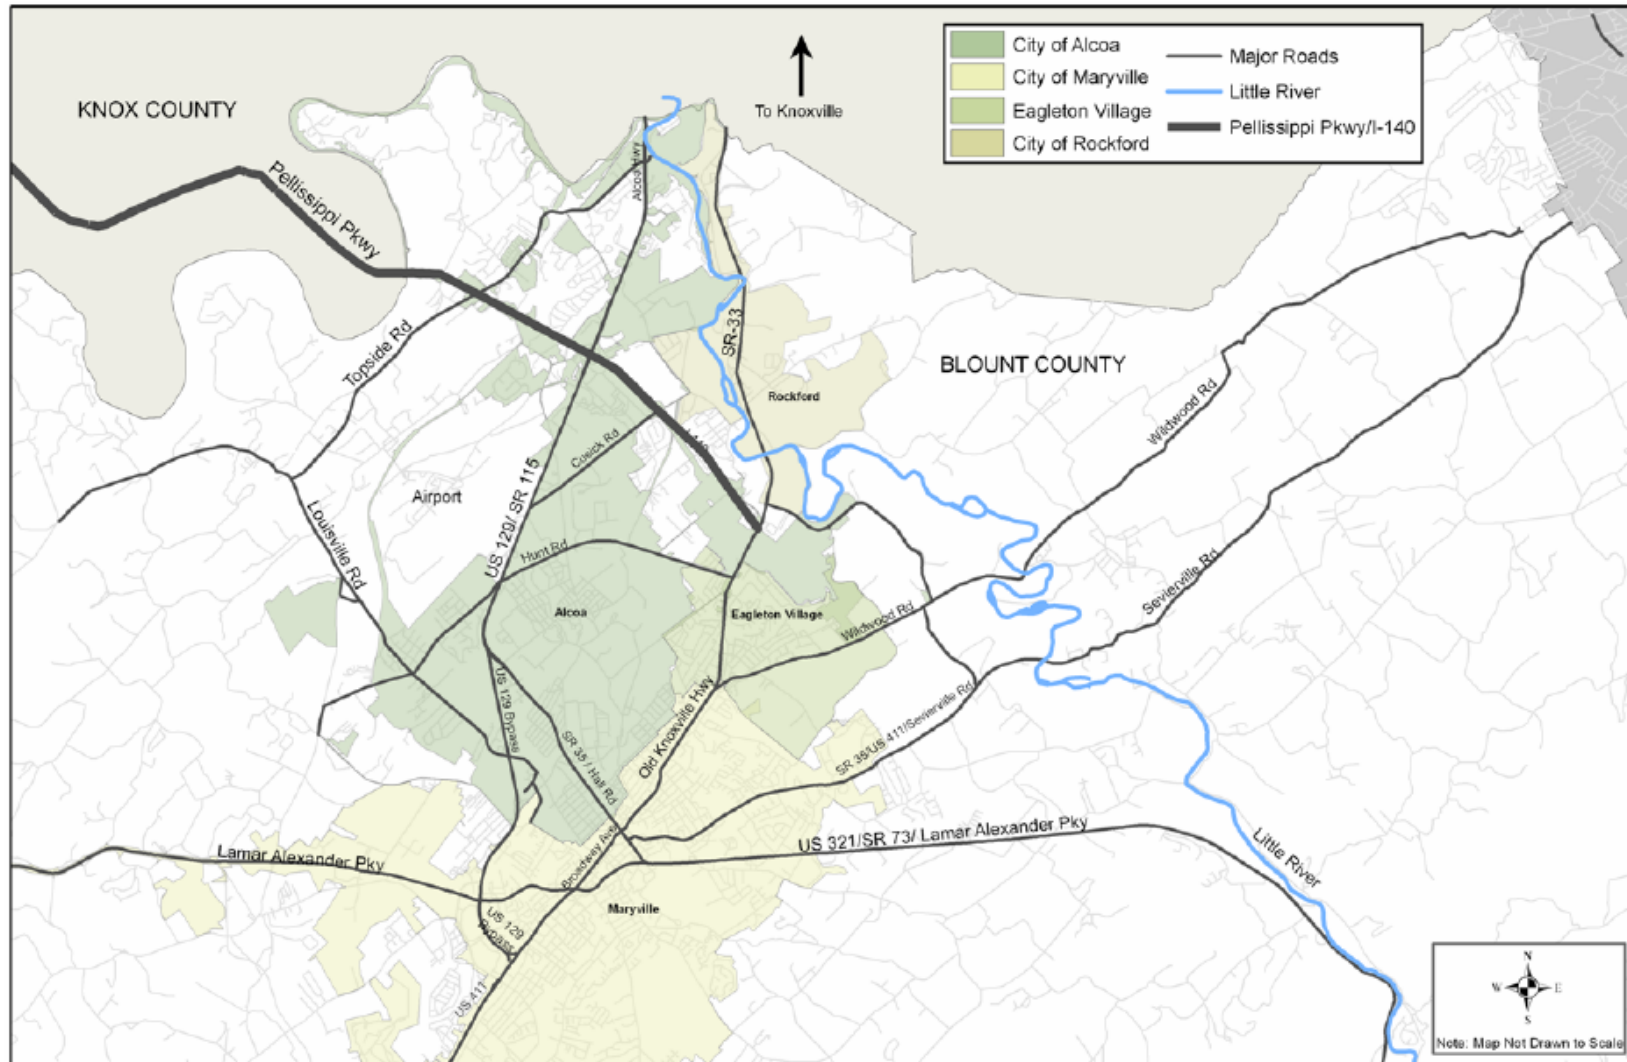 KNOX COUNTY
To Knoxville
City of Alcoa
City of Maryville
Eagleton Village
City of Rockford
Major Roads
Little River
Pellissippi Pkwy/I-140
Alcoa Hwy
Pellissippi Pkwy
Topside Rd
SR-33
BLOUNT COUNTY
Rockford
Wildwood Rd
Cusick Rd
US 129/ SR 115
Airport
Louisville Rd
Hunt Rd
Alcoa
Eagleton Village
Wildwood Rd
Sevierville Rd
US 129 Bypass
SR 35 / Hall Rd
Old Knoxville Hwy
SR 35/US 411/Sevierville Rd
US 321/SR 73/ Lamar Alexander Pky
Lamar Alexander Pky
Broadway Ave
Little River
Maryville
US 129
Bypass
US 411
N
W E
S
Note: Map Not Drawn to Scale